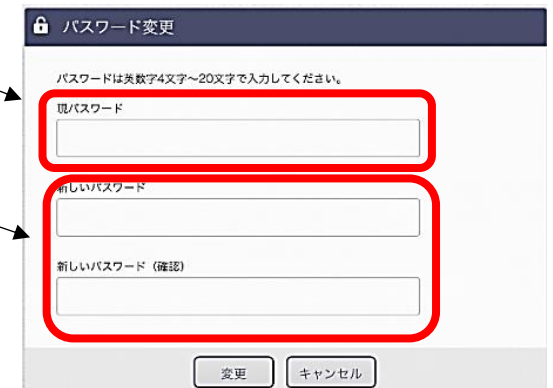 パスワード変更
パスワードは英数字4文字～20文字で入力してください。
現パスワード
新しいパスワード
新しいパスワード（確認）
変更
キャンセル